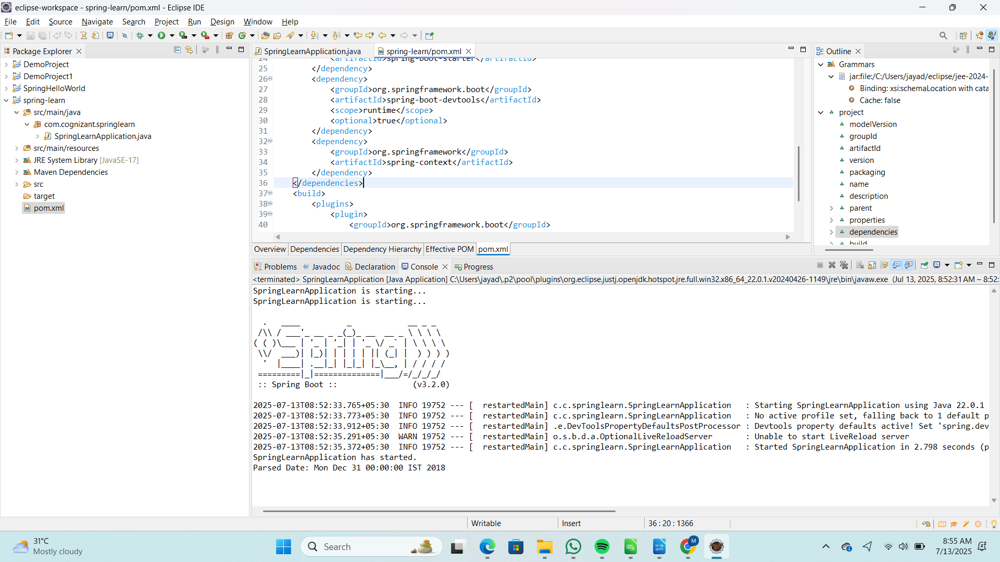 eclipse-workspace - spring-learn/pom.xml - Eclipse IDE
File Edit Source Navigate Search Project Run Design Window Help
Package Explorer
DemoProject
DemoProject1
SpringHelloWorld
spring-learn
src/main/java
com.cognizant.springlearn
SpringLearnApplication.java
src/main/resources
JRE System Library [JavaSE-17]
Maven Dependencies
src
target
pom.xml
SpringLearnApplication.java spring-learn/pom.xml
24 <artifactId>spring-boot-starter</artifactId>
25 </dependency>
26 <dependency>
27 <groupId>org.springframework.boot</groupId>
28 <artifactId>spring-boot-devtools</artifactId>
29 <scope>runtime</scope>
30 <optional>true</optional>
31 </dependency>
32 <dependency>
33 <groupId>org.springframework</groupId>
34 <artifactId>spring-context</artifactId>
35 </dependency>
36 </dependencies>
37 <build>
38 <plugins>
39 <plugin>
40 <groupId>org.springframework.boot</groupId>
Overview Dependencies Dependency Hierarchy Effective POM pom.xml
Outline
Grammars
jar:file:/C:/Users/jayad/eclipse/jee-2024-
Binding: xsi:schemaLocation with cata
Cache: false
project
modelVersion
groupId
artifactId
version
packaging
name
description
parent
properties
dependencies
build
Problems Javadoc Declaration Console Progress
<terminated> SpringLearnApplication [Java Application] C:\Users\jayad\.p2\pool\plugins\org.eclipse.justj.openjdk.hotspot.jre.full.win32.x86_64_22.0.1.v20240426-1149\jre\bin\javaw.exe (Jul 13, 2025, 8:52:31 AM – 8:52:
SpringLearnApplication is starting...
SpringLearnApplication is starting...
Spring
:: Spring Boot :: (v3.2.0)
2025-07-13T08:52:33.765+05:30 INFO 19752 --- [ restartedMain] c.c.springlearn.SpringLearnApplication : Starting SpringLearnApplication using Java 22.0.1
2025-07-13T08:52:33.773+05:30 INFO 19752 --- [ restartedMain] c.c.springlearn.SpringLearnApplication : No active profile set, falling back to 1 default p
2025-07-13T08:52:33.912+05:30 INFO 19752 --- [ restartedMain] .e.DevToolsPropertyDefaultsPostProcessor : Devtools property defaults active! Set 'spring.dev
2025-07-13T08:52:35.291+05:30 WARN 19752 --- [ restartedMain] o.s.b.d.a.OptionalLiveReloadServer : Unable to start LiveReload server
2025-07-13T08:52:35.372+05:30 INFO 19752 --- [ restartedMain] c.c.springlearn.SpringLearnApplication : Started SpringLearnApplication in 2.798 seconds (p
SpringLearnApplication has started.
Parsed Date: Mon Dec 31 00:00:00 IST 2018
Writable Insert 36 : 20 : 1366
31°C
Mostly cloudy
Search
8:55 AM
7/13/2025